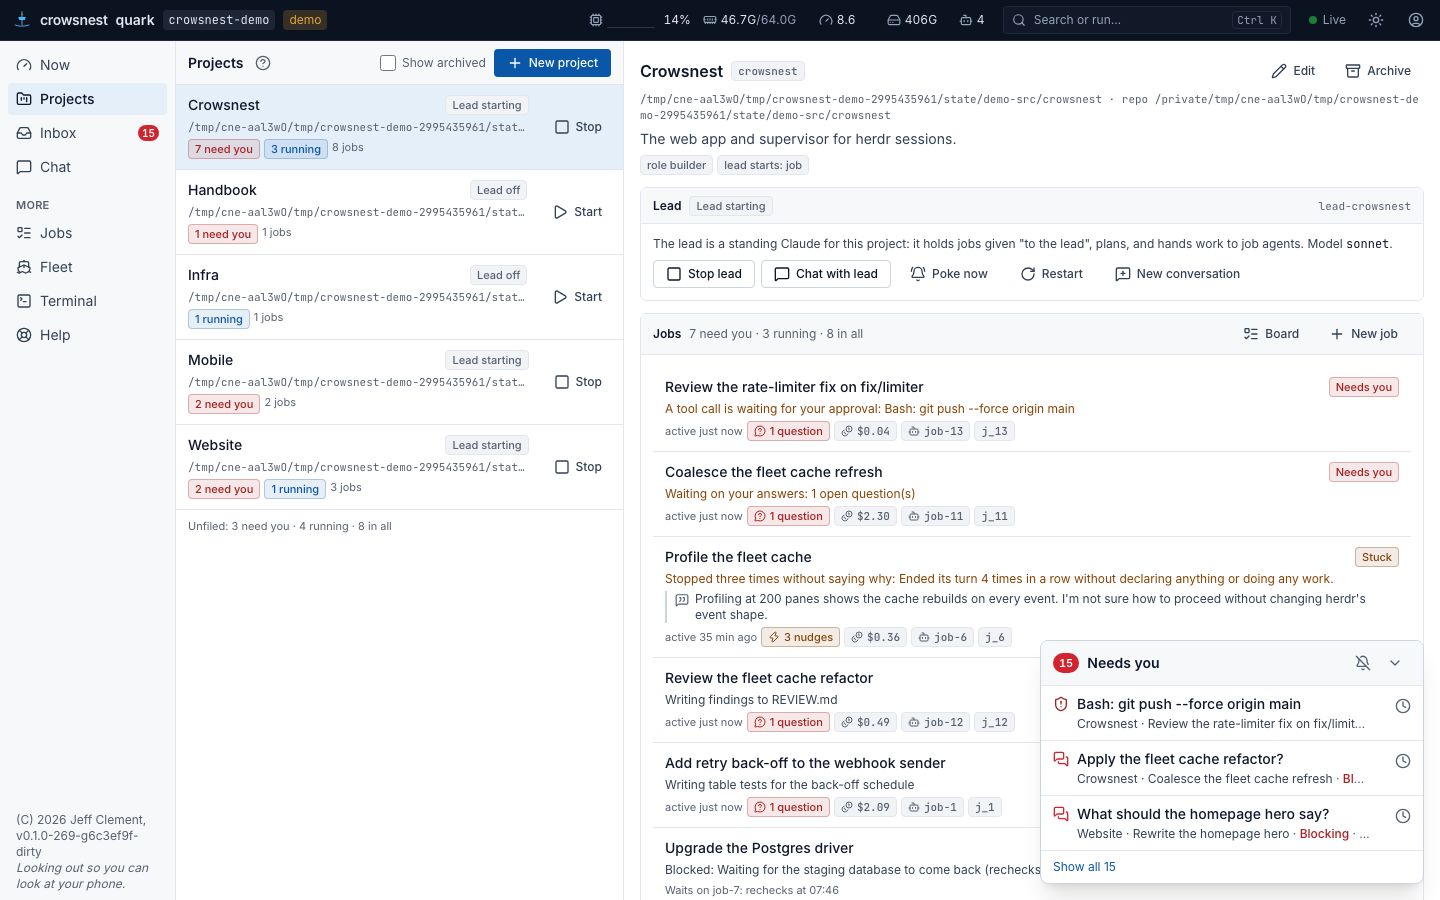 crowsnest quark crowsnest-demo demo
14% 46.7G/64.0G 8.6 406G 4 Search or run... Ctrl K Live
Now
Projects
Inbox 15
Chat
MORE
Jobs
Fleet
Terminal
Help
(C) 2026 Jeff Clement,
v0.1.0-269-g6c3ef9f-
dirty
Looking out so you can
look at your phone.
Projects Show archived New project
Crowsnest Lead starting
/tmp/cne-aal3wO/tmp/crowsnest-demo-2995435961/stat… Stop
7 need you 3 running 8 jobs
Handbook Lead off
/tmp/cne-aal3wO/tmp/crowsnest-demo-2995435961/stat… Start
1 need you 1 jobs
Infra Lead off
/tmp/cne-aal3wO/tmp/crowsnest-demo-2995435961/stat… Start
1 running 1 jobs
Mobile Lead starting
/tmp/cne-aal3wO/tmp/crowsnest-demo-2995435961/stat… Stop
2 need you 2 jobs
Website Lead starting
/tmp/cne-aal3wO/tmp/crowsnest-demo-2995435961/stat… Stop
2 need you 1 running 3 jobs
Unfiled: 3 need you · 4 running · 8 in all
Crowsnest crowsnest Edit Archive
/tmp/cne-aal3wO/tmp/crowsnest-demo-2995435961/state/demo-src/crowsnest · repo /private/tmp/cne-aal3wO/tmp/crowsnest-de
mo-2995435961/state/demo-src/crowsnest
The web app and supervisor for herdr sessions.
role builder lead starts: job
Lead Lead starting lead-crowsnest
The lead is a standing Claude for this project: it holds jobs given "to the lead", plans, and hands work to job agents. Model sonnet.
Stop lead Chat with lead Poke now Restart New conversation
Jobs 7 need you · 3 running · 8 in all Board New job
Review the rate-limiter fix on fix/limiter Needs you
A tool call is waiting for your approval: Bash: git push --force origin main
active just now 1 question $0.04 job-13 j_13
Coalesce the fleet cache refresh Needs you
Waiting on your answers: 1 open question(s)
active just now 1 question $2.30 job-11 j_11
Profile the fleet cache Stuck
Stopped three times without saying why: Ended its turn 4 times in a row without declaring anything or doing any work.
Profiling at 200 panes shows the cache rebuilds on every event. I'm not sure how to proceed without changing herdr's
event shape.
active 35 min ago 3 nudges $0.36 job-6 j_6
Review the fleet cache refactor
Writing findings to REVIEW.md
active just now 1 question $0.49 job-12 j_12
Add retry back-off to the webhook sender
Writing table tests for the back-off schedule
active just now 1 question $2.09 job-1 j_1
Upgrade the Postgres driver
Blocked: Waiting for the staging database to come back (rechecks
Waits on job-7: rechecks at 07:46
15 Needs you
Bash: git push --force origin main
Crowsnest · Review the rate-limiter fix on fix/limit…
Apply the fleet cache refactor?
Crowsnest · Coalesce the fleet cache refresh · Bl…
What should the homepage hero say?
Website · Rewrite the homepage hero · Blocking · …
Show all 15